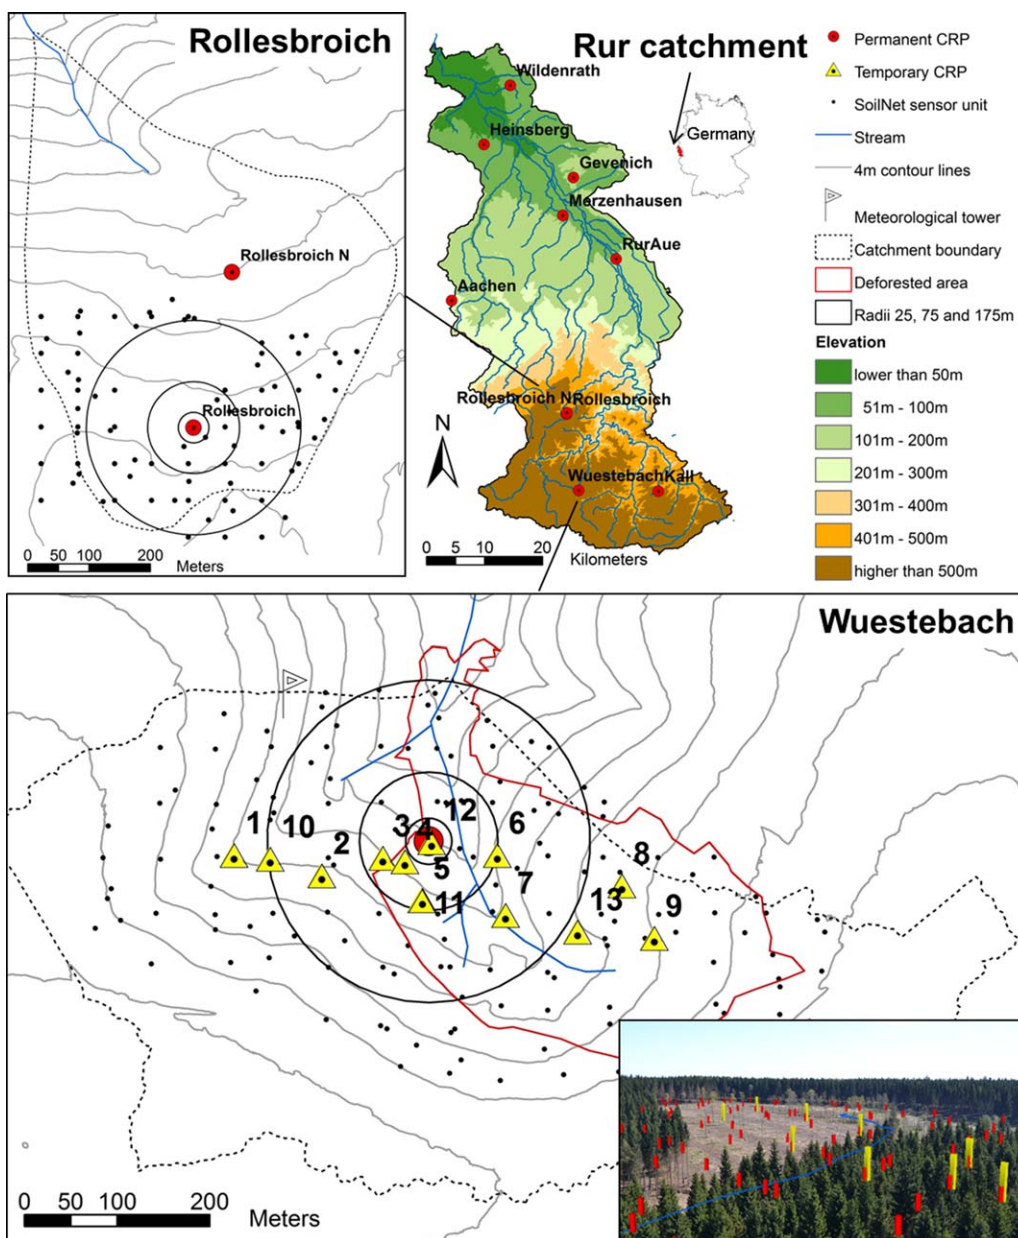 Rollesbroich
Rollesbroich N
Rollesbroich
0 50 100 200
Meters
Rur catchment
Wildenrath
Heinsberg
Gevenich
Merzenhausen
RurAue
Aachen
Rollesbroich N
Rollesbroich
Wuestebach
Kall
Germany
N
0 5 10 20
Kilometers
Permanent CRP
Temporary CRP
SoilNet sensor unit
Stream
4m contour lines
Meteorological tower
Catchment boundary
Deforested area
Radii 25, 75 and 175m
Elevation
lower than 50m
51m - 100m
101m - 200m
201m - 300m
301m - 400m
401m - 500m
higher than 500m
Wuestebach
1
10
2
3
4
12
5
6
11
7
13
8
9
0 50 100 200
Meters